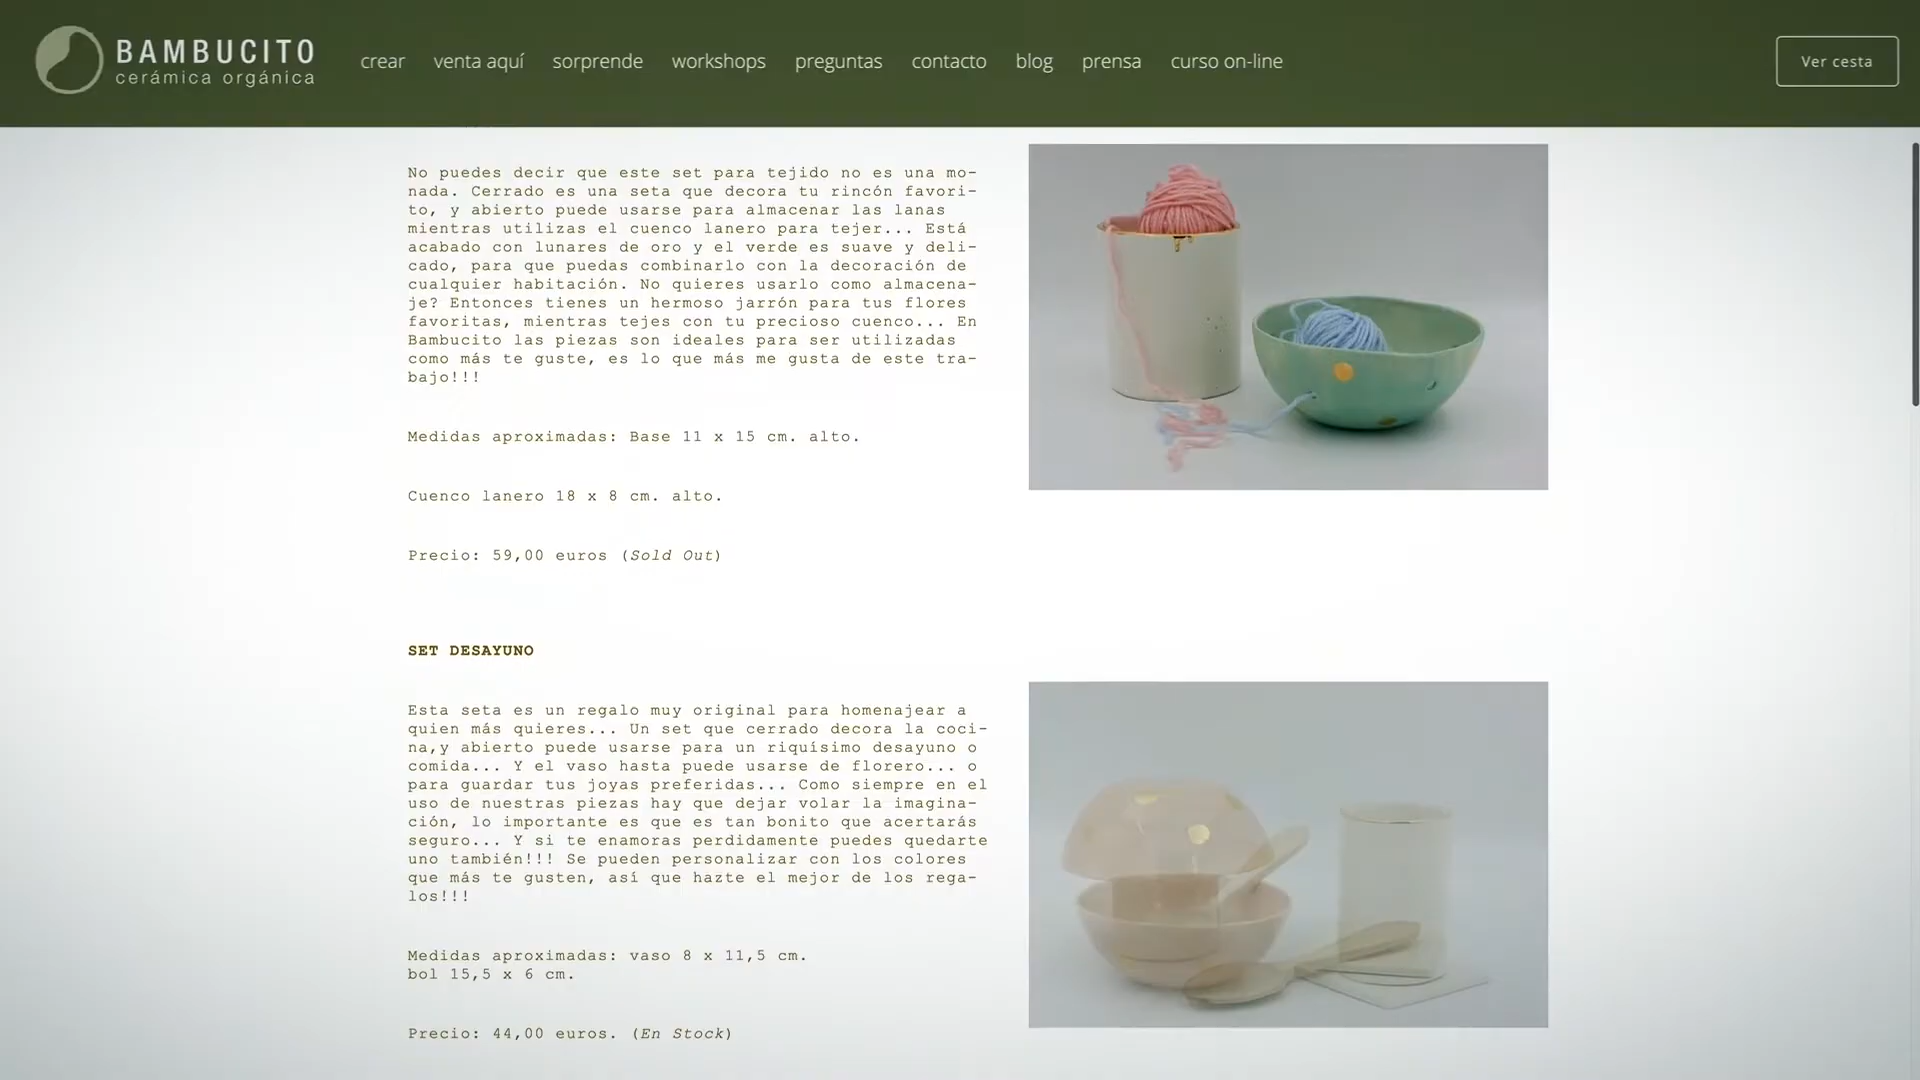 BAMBUCITO
cerámica orgánica
crear venta aquí sorprende workshops preguntas contacto blog prensa curso on-line
Ver cesta
No puedes decir que este set para tejido no es una mo-
nada. Cerrado es una seta que decora tu rincón favori-
to, y abierto puede usarse para almacenar las lanas
mientras utilizas el cuenco lanero para tejer... Está
acabado con lunares de oro y el verde es suave y deli-
cado, para que puedas combinarlo con la decoración de
cualquier habitación. No quieres usarlo como almacena-
je? Entonces tienes un hermoso jarrón para tus flores
favoritas, mientras tejes con tu precioso cuenco... En
Bambucito las piezas son ideales para ser utilizadas
como más te guste, es lo que más me gusta de este tra-
bajo!!!
Medidas aproximadas: Base 11 x 15 cm. alto.
Cuenco lanero 18 x 8 cm. alto.
Precio: 59,00 euros (Sold Out)
SET DESAYUNO
Esta seta es un regalo muy original para homenajear a
quien más quieres... Un set que cerrado decora la coci-
na,y abierto puede usarse para un riquísimo desayuno o
comida... Y el vaso hasta puede usarse de florero... o
para guardar tus joyas preferidas... Como siempre en el
uso de nuestras piezas hay que dejar volar la imagina-
ción, lo importante es que es tan bonito que acertarás
seguro... Y si te enamoras perdidamente puedes quedarte
uno también!!! Se pueden personalizar con los colores
que más te gusten, así que hazte el mejor de los rega-
los!!!
Medidas aproximadas: vaso 8 x 11,5 cm.
bol 15,5 x 6 cm.
Precio: 44,00 euros. (En Stock)